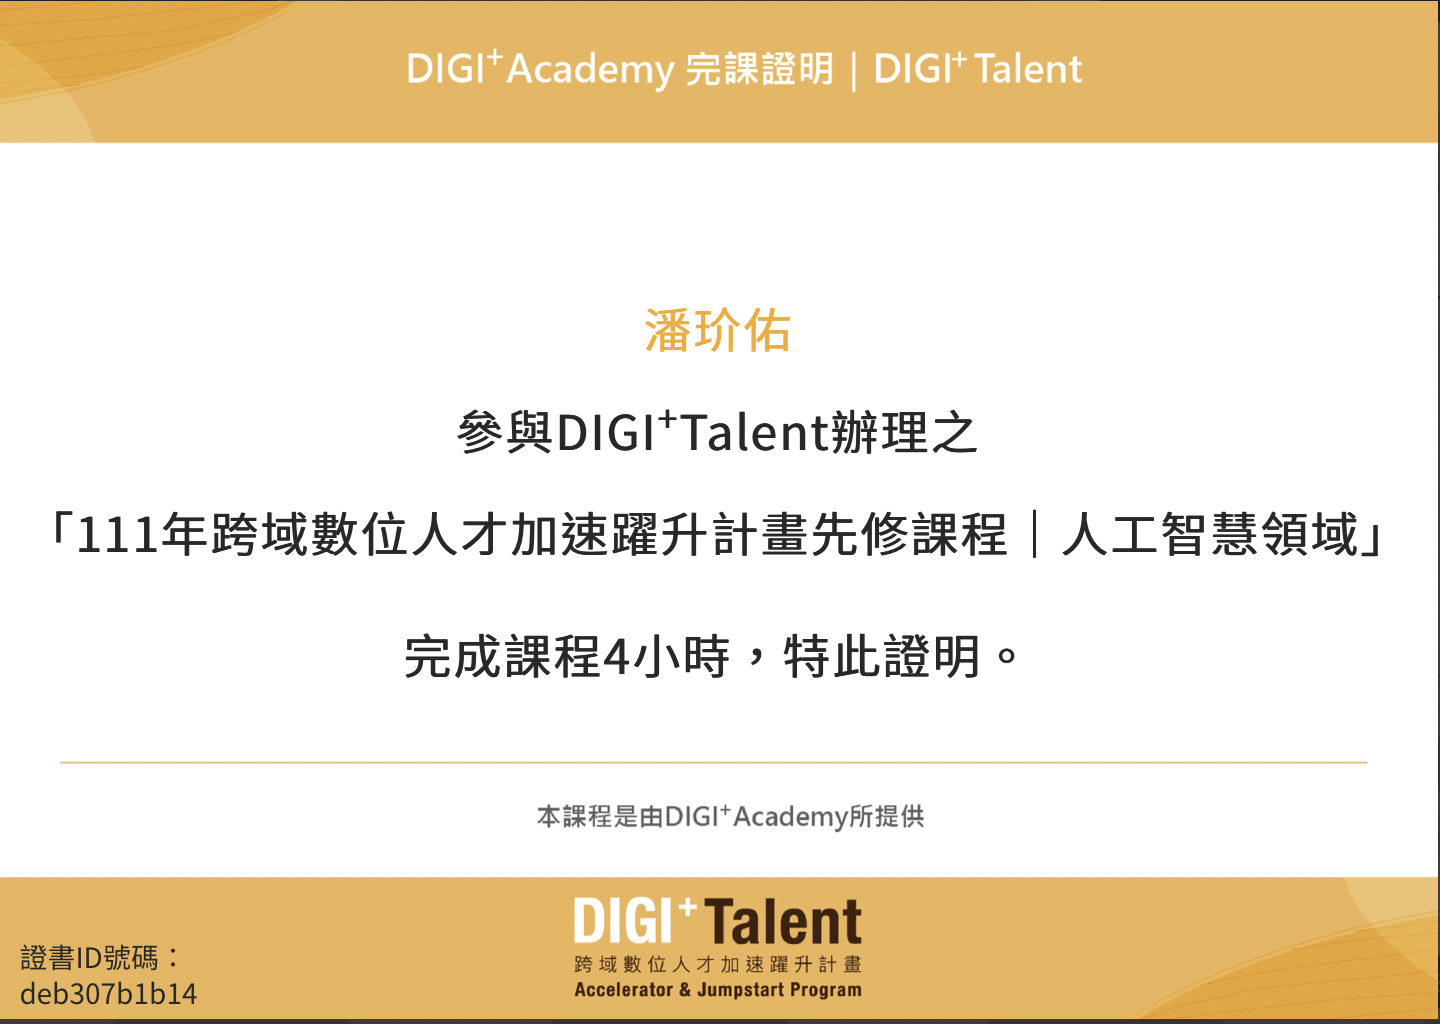 DIGI⁺Academy 完課證明｜DIGI⁺Talent
潘玠佑
參與DIGI⁺Talent辦理之
「111年跨域數位人才加速躍升計畫先修課程｜人工智慧領域」
完成課程4小時，特此證明。
本課程是由DIGI⁺Academy所提供
DIGI⁺Talent
跨域數位人才加速躍升計畫
Accelerator & Jumpstart Program
證書ID號碼：
deb307b1b14